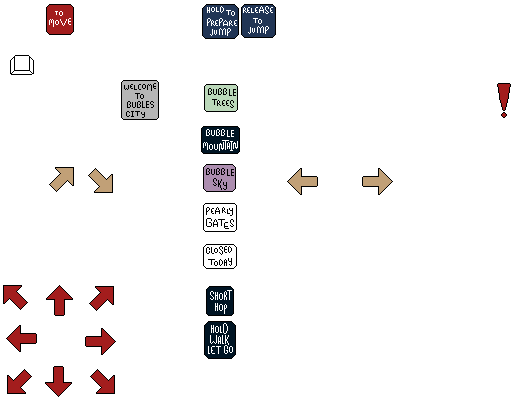 TO
MOVE
HOLD TO
PREPARE
JUMP
RELEASE
TO
JUMP
WELCOME
TO
BUBLES
CITY
BUBBLE
TREES
BUBBLE
MOUNTAIN
BUBBLE
SKY
PEARLY
GATES
CLOSED
TODAY
SHORT
HOP
HOLD
WALK
LET GO
!